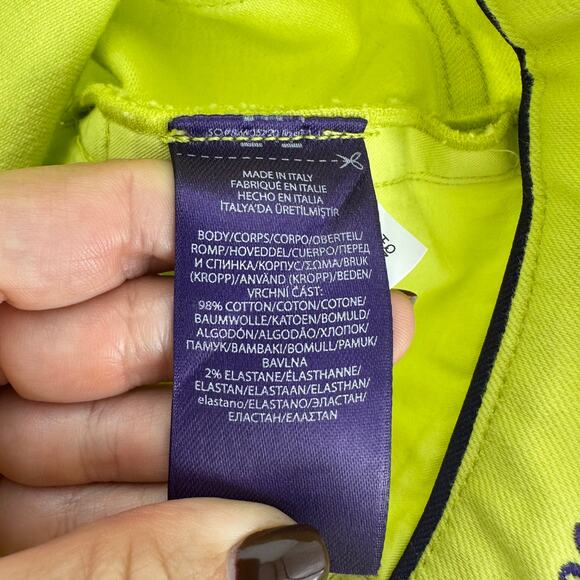 MADE IN ITALY
FABRIQUÉ EN ITALIE
HECHO EN ITALIA
İTALYA'DA ÜRETİLMİŞTİR
BODY/CORPS/CORPO/OBERTEIL/
ROMP/HOVEDDEL/CUERPO/ПЕРЕД
И СПИНКА/КОРПУС/ΣΩΜΑ/BRUK
(KROPP)/ANVÄND (KROPP)/BEDEN/
VRCHNÍ ČÁST:
98% COTTON/COTON/COTONE/
BAUMWOLLE/KATOEN/BOMULD/
ALGODÓN/ALGODÃO/ХЛОПОК/
ПАМУК/ΒΑΜΒΑΚΙ/BOMULL/PAMUK/
BAVLNA
2% ELASTANE/ÉLASTHANNE/
ELASTAN/ELASTAAN/ELASTHAN/
elastano/ELASTANO/ЭЛАСТАН/
ЕЛАСТАН/ΕΛΑΣΤΑΝ